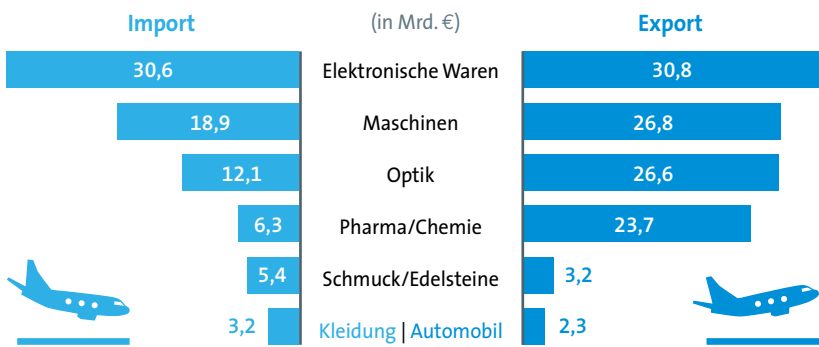 Import (in Mrd. €) Export
30,6 Elektronische Waren 30,8
18,9 Maschinen 26,8
12,1 Optik 26,6
6,3 Pharma/Chemie 23,7
5,4 Schmuck/Edelsteine 3,2
3,2 Kleidung | Automobil 2,3